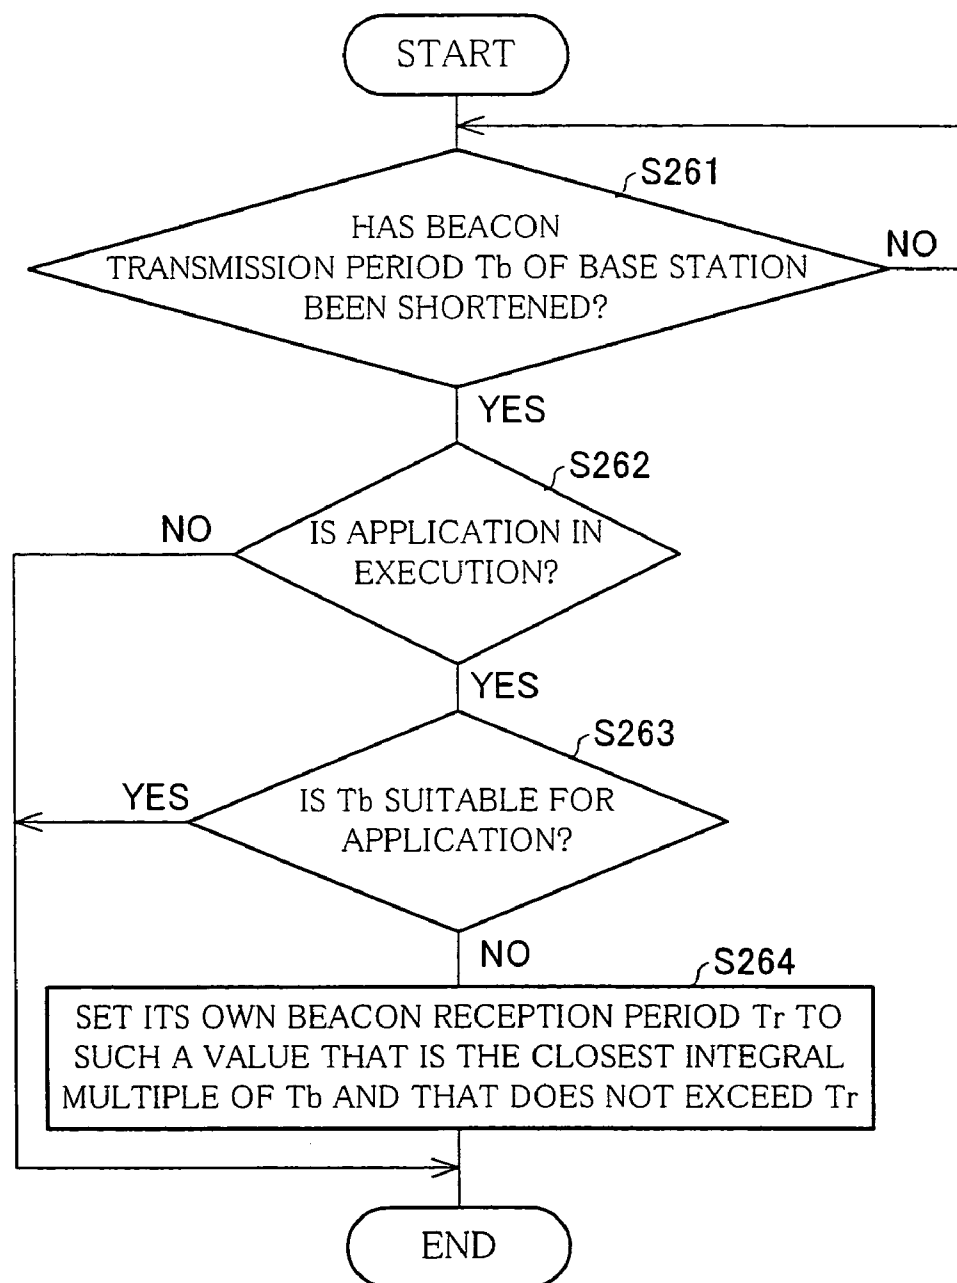 START
S261
HAS BEACON
TRANSMISSION PERIOD Tb OF BASE STATION
BEEN SHORTENED?
NO
YES
S262
NO
IS APPLICATION IN
EXECUTION?
YES
S263
YES
IS Tb SUITABLE FOR
APPLICATION?
NO
S264
SET ITS OWN BEACON RECEPTION PERIOD Tr TO
SUCH A VALUE THAT IS THE CLOSEST INTEGRAL
MULTIPLE OF Tb AND THAT DOES NOT EXCEED Tr
END